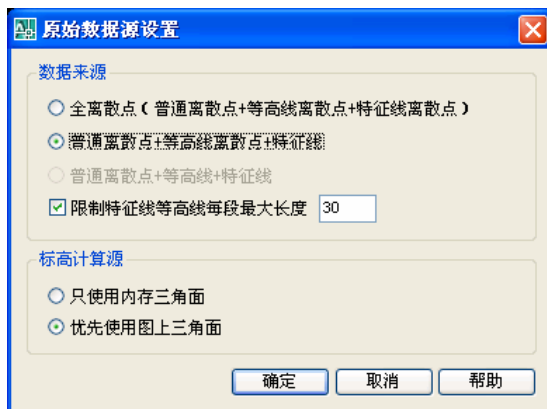 原始数据源设置
数据来源
全离散点（普通离散点+等高线离散点+特征线离散点）
普通离散点+等高线离散点+特征线
普通离散点+等高线+特征线
限制特征线等高线每段最大长度 30
标高计算源
只使用内存三角面
优先使用图上三角面
确定 取消 帮助